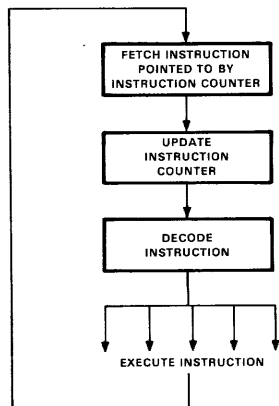 FETCH INSTRUCTION
POINTED TO BY
INSTRUCTION COUNTER
UPDATE
INSTRUCTION
COUNTER
DECODE
INSTRUCTION
EXECUTE INSTRUCTION